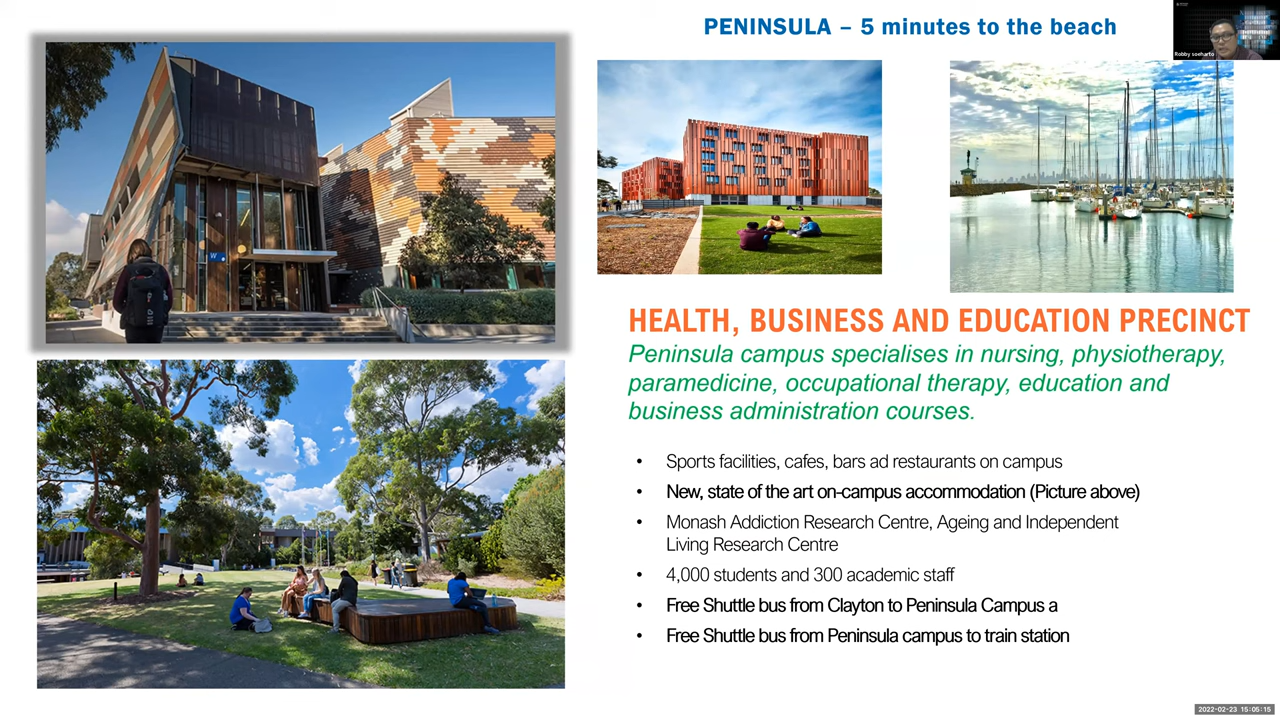 PENINSULA – 5 minutes to the beach
Robby soeharto
W
HEALTH, BUSINESS AND EDUCATION PRECINCT
Peninsula campus specialises in nursing, physiotherapy,
paramedicine, occupational therapy, education and
business administration courses.
• Sports facilities, cafes, bars ad restaurants on campus
• New, state of the art on-campus accommodation (Picture above)
• Monash Addiction Research Centre, Ageing and Independent
Living Research Centre
• 4,000 students and 300 academic staff
• Free Shuttle bus from Clayton to Peninsula Campus a
• Free Shuttle bus from Peninsula campus to train station
2022-02-23 15:05:15